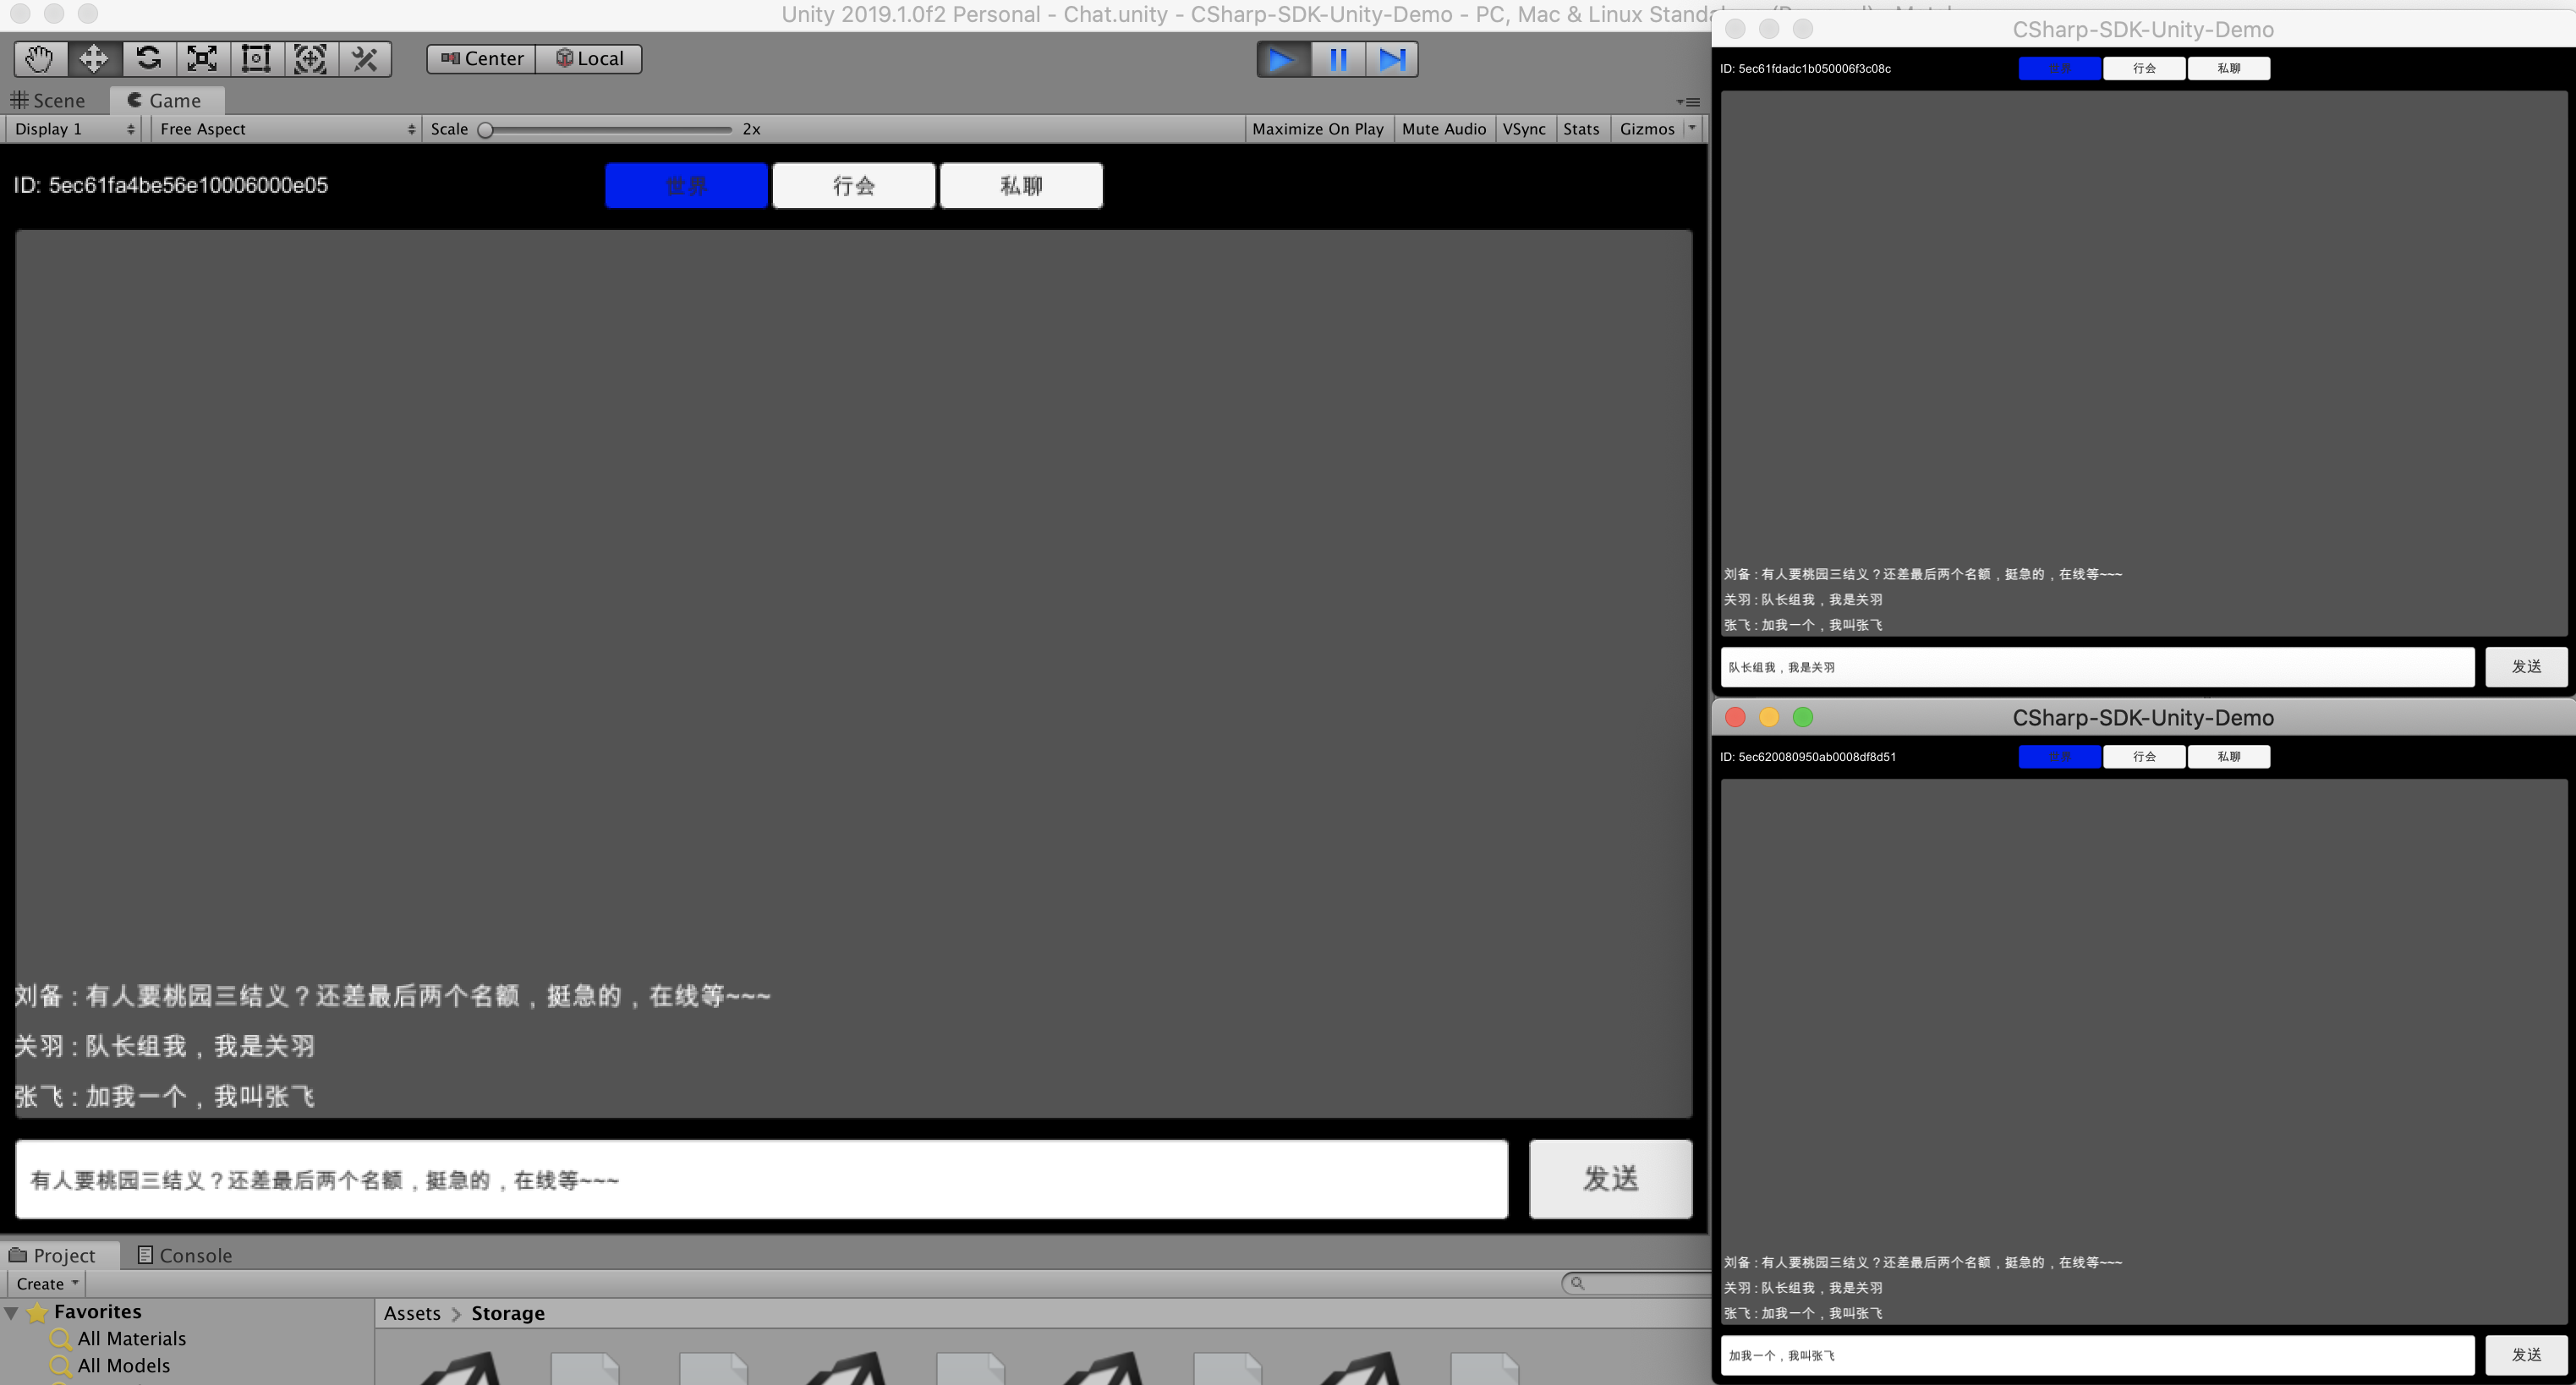 Unity 2019.1.0f2 Personal - Chat.unity - CSharp-SDK-Unity-Demo - PC, Mac & Linux
Center
Local
Scene
Game
Display 1
Free Aspect
Scale
2x
Maximize On Play
Mute Audio
VSync
Stats
Gizmos
ID: 5ec61fa4be56e10006000e05
世界
行会
私聊
刘备 : 有人要桃园三结义？还差最后两个名额，挺急的，在线等~~~
关羽 : 队长组我，我是关羽
张飞 : 加我一个，我叫张飞
有人要桃园三结义？还差最后两个名额，挺急的，在线等~~~
发送
Project
Console
Create
Favorites
All Materials
All Models
Assets > Storage
CSharp-SDK-Unity-Demo
ID: 5ec61fdadc1b050006f3c08c
世界
行会
私聊
刘备 : 有人要桃园三结义？还差最后两个名额，挺急的，在线等~~~
关羽 : 队长组我，我是关羽
张飞 : 加我一个，我叫张飞
队长组我，我是关羽
发送
CSharp-SDK-Unity-Demo
ID: 5ec620080950ab0008df8d51
世界
行会
私聊
刘备 : 有人要桃园三结义？还差最后两个名额，挺急的，在线等~~~
关羽 : 队长组我，我是关羽
张飞 : 加我一个，我叫张飞
加我一个，我叫张飞
发送